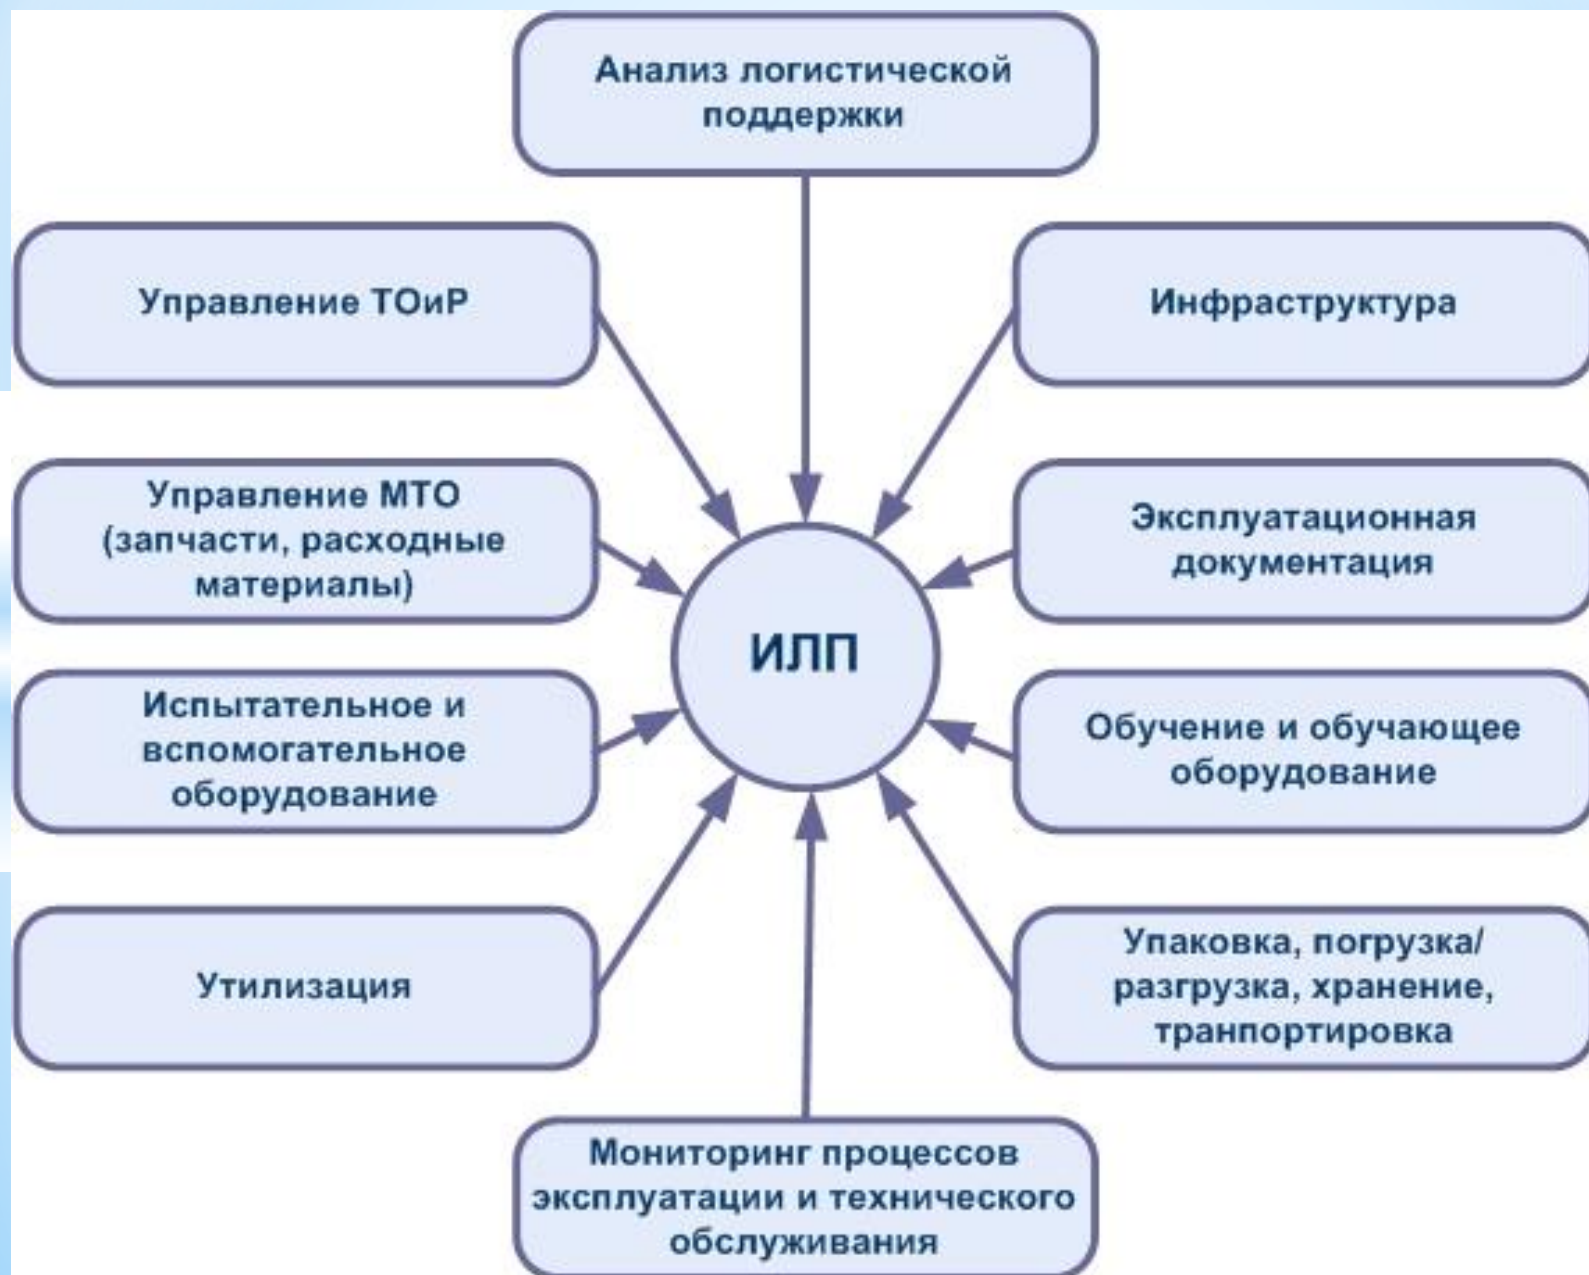 Анализ логистической
поддержки
Управление ТОиР
Инфраструктура
Управление МТО
(запчасти, расходные
материалы)
Эксплуатационная
документация
ИЛП
Испытательное и
вспомогательное
оборудование
Обучение и обучающее
оборудование
Утилизация
Упаковка, погрузка/
разгрузка, хранение,
транпортировка
Мониторинг процессов
эксплуатации и технического
обслуживания